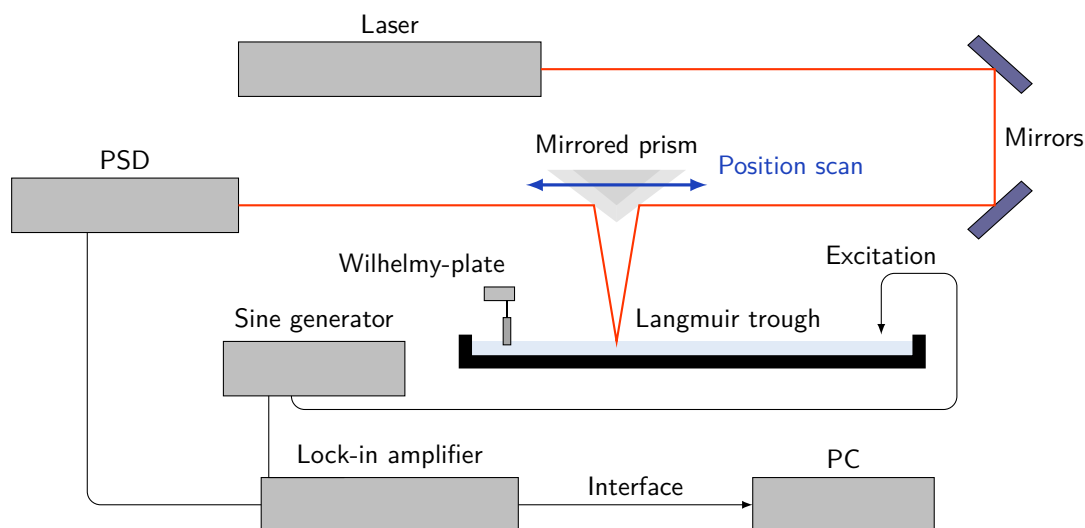 Laser
Mirrors
Mirrored prism
Position scan
PSD
Wilhelmy-plate
Excitation
Sine generator
Langmuir trough
Lock-in amplifier
Interface
PC